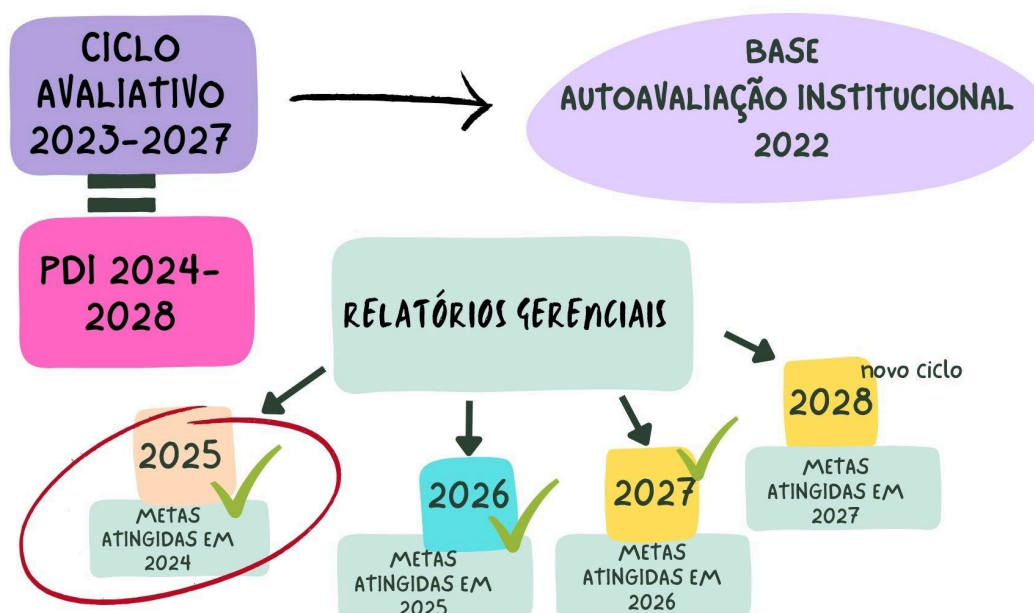 CICLO
AVALIATIVO
2023-2027
BASE
AUTOAVALIAÇÃO INSTITUCIONAL
2022
PDI 2024-
2028
RELATÓRIOS GERENCIAIS
2025
METAS
ATINGIDAS EM
2024
2026
METAS
ATINGIDAS EM
2025
2027
METAS
ATINGIDAS EM
2026
2028
novo ciclo
METAS
ATINGIDAS EM
2027